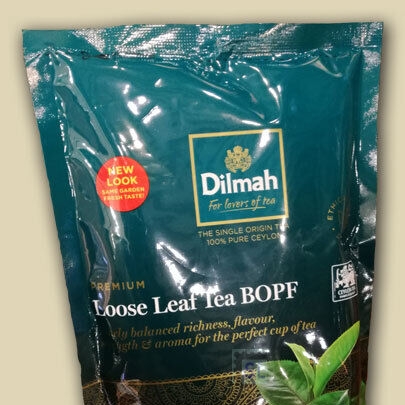 NEW
LOOK
SAME GARDEN
FRESH TASTE!
Dilmah
For lovers of tea
THE SINGLE ORIGIN TEA
100% PURE CEYLON
PREMIUM
Loose Leaf Tea BOPF
balanced richness, flavour,
& aroma for the perfect cup of tea